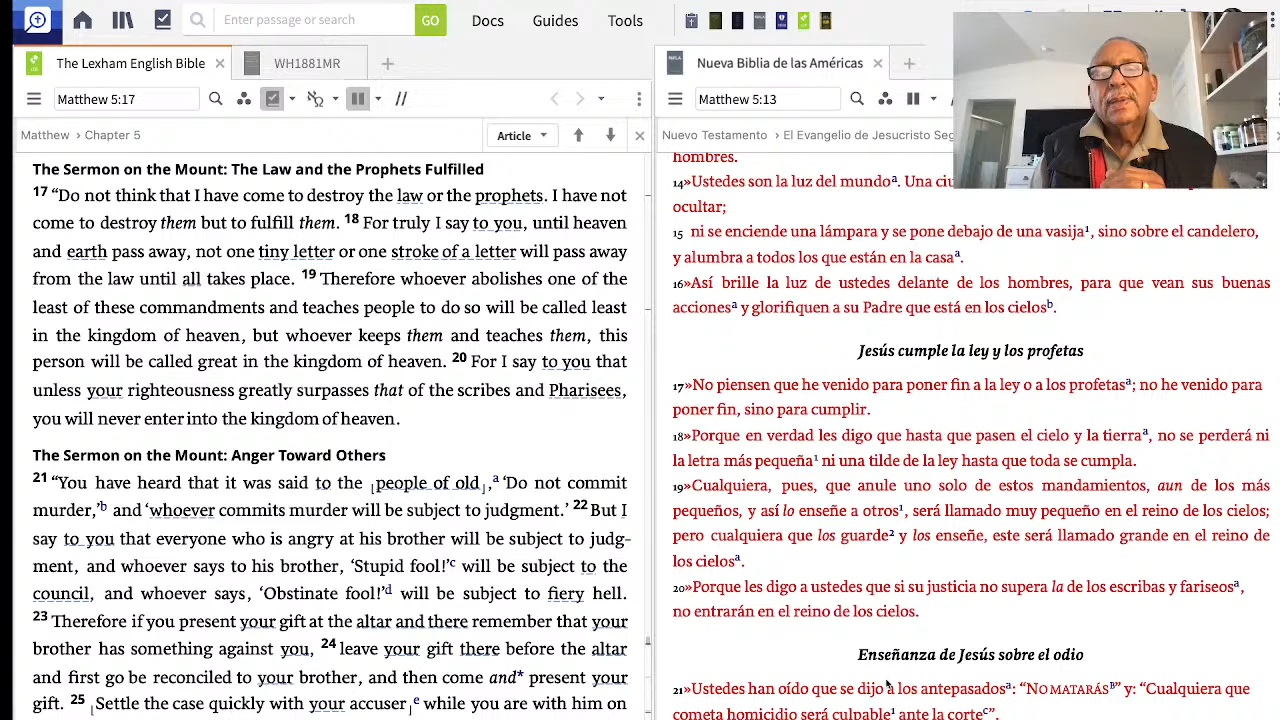 Enter passage or search
GO
Docs
Guides
Tools
The Lexham English Bible
WH1881MR
Matthew 5:17
Matthew > Chapter 5
Article
The Sermon on the Mount: The Law and the Prophets Fulfilled
17 “Do not think that I have come to destroy the law or the prophets. I have not
come to destroy them but to fulfill them. 18 For truly I say to you, until heaven
and earth pass away, not one tiny letter or one stroke of a letter will pass away
from the law until all takes place. 19 Therefore whoever abolishes one of the
least of these commandments and teaches people to do so will be called least
in the kingdom of heaven, but whoever keeps them and teaches them, this
person will be called great in the kingdom of heaven. 20 For I say to you that
unless your righteousness greatly surpasses that of the scribes and Pharisees,
you will never enter into the kingdom of heaven.
The Sermon on the Mount: Anger Toward Others
21 “You have heard that it was said to the ⌊people of old⌋,a ‘Do not commit
murder,’b and ‘whoever commits murder will be subject to judgment.’ 22 But I
say to you that everyone who is angry at his brother will be subject to judg-
ment, and whoever says to his brother, ‘Stupid fool!’c will be subject to the
council, and whoever says, ‘Obstinate fool!’d will be subject to fiery hell.
23 Therefore if you present your gift at the altar and there remember that your
brother has something against you, 24 leave your gift there before the altar
and first go be reconciled to your brother, and then come and* present your
gift. 25 ⌊Settle the case quickly with your accuser⌋e while you are with him on
Nueva Biblia de las Américas
Matthew 5:13
Nuevo Testamento > El Evangelio de Jesucristo Seg
hombres.
14 »Ustedes son la luz del mundoa. Una ciu
ocultar;
15 ni se enciende una lámpara y se pone debajo de una vasija1, sino sobre el candelero,
y alumbra a todos los que están en la casaa.
16 »Así brille la luz de ustedes delante de los hombres, para que vean sus buenas
accionesa y glorifiquen a su Padre que está en los cielosb.
Jesús cumple la ley y los profetas
17 »No piensen que he venido para poner fin a la ley o a los profetasa; no he venido para
poner fin, sino para cumplir.
18 »Porque en verdad les digo que hasta que pasen el cielo y la tierraa, no se perderá ni
la letra más pequeña1 ni una tilde de la ley hasta que toda se cumpla.
19 »Cualquiera, pues, que anule uno solo de estos mandamientos, aun de los más
pequeños, y así lo enseñe a otros1, será llamado muy pequeño en el reino de los cielos;
pero cualquiera que los guarde2 y los enseñe, este será llamado grande en el reino de
los cielosa.
20 »Porque les digo a ustedes que si su justicia no supera la de los escribas y fariseosa,
no entrarán en el reino de los cielos.
Enseñanza de Jesús sobre el odio
21 »Ustedes han oído que se dijo a los antepasadosa: “NO MATARÁSB” y: “Cualquiera que
cometa homicidio será culpable1 ante la cortec”.